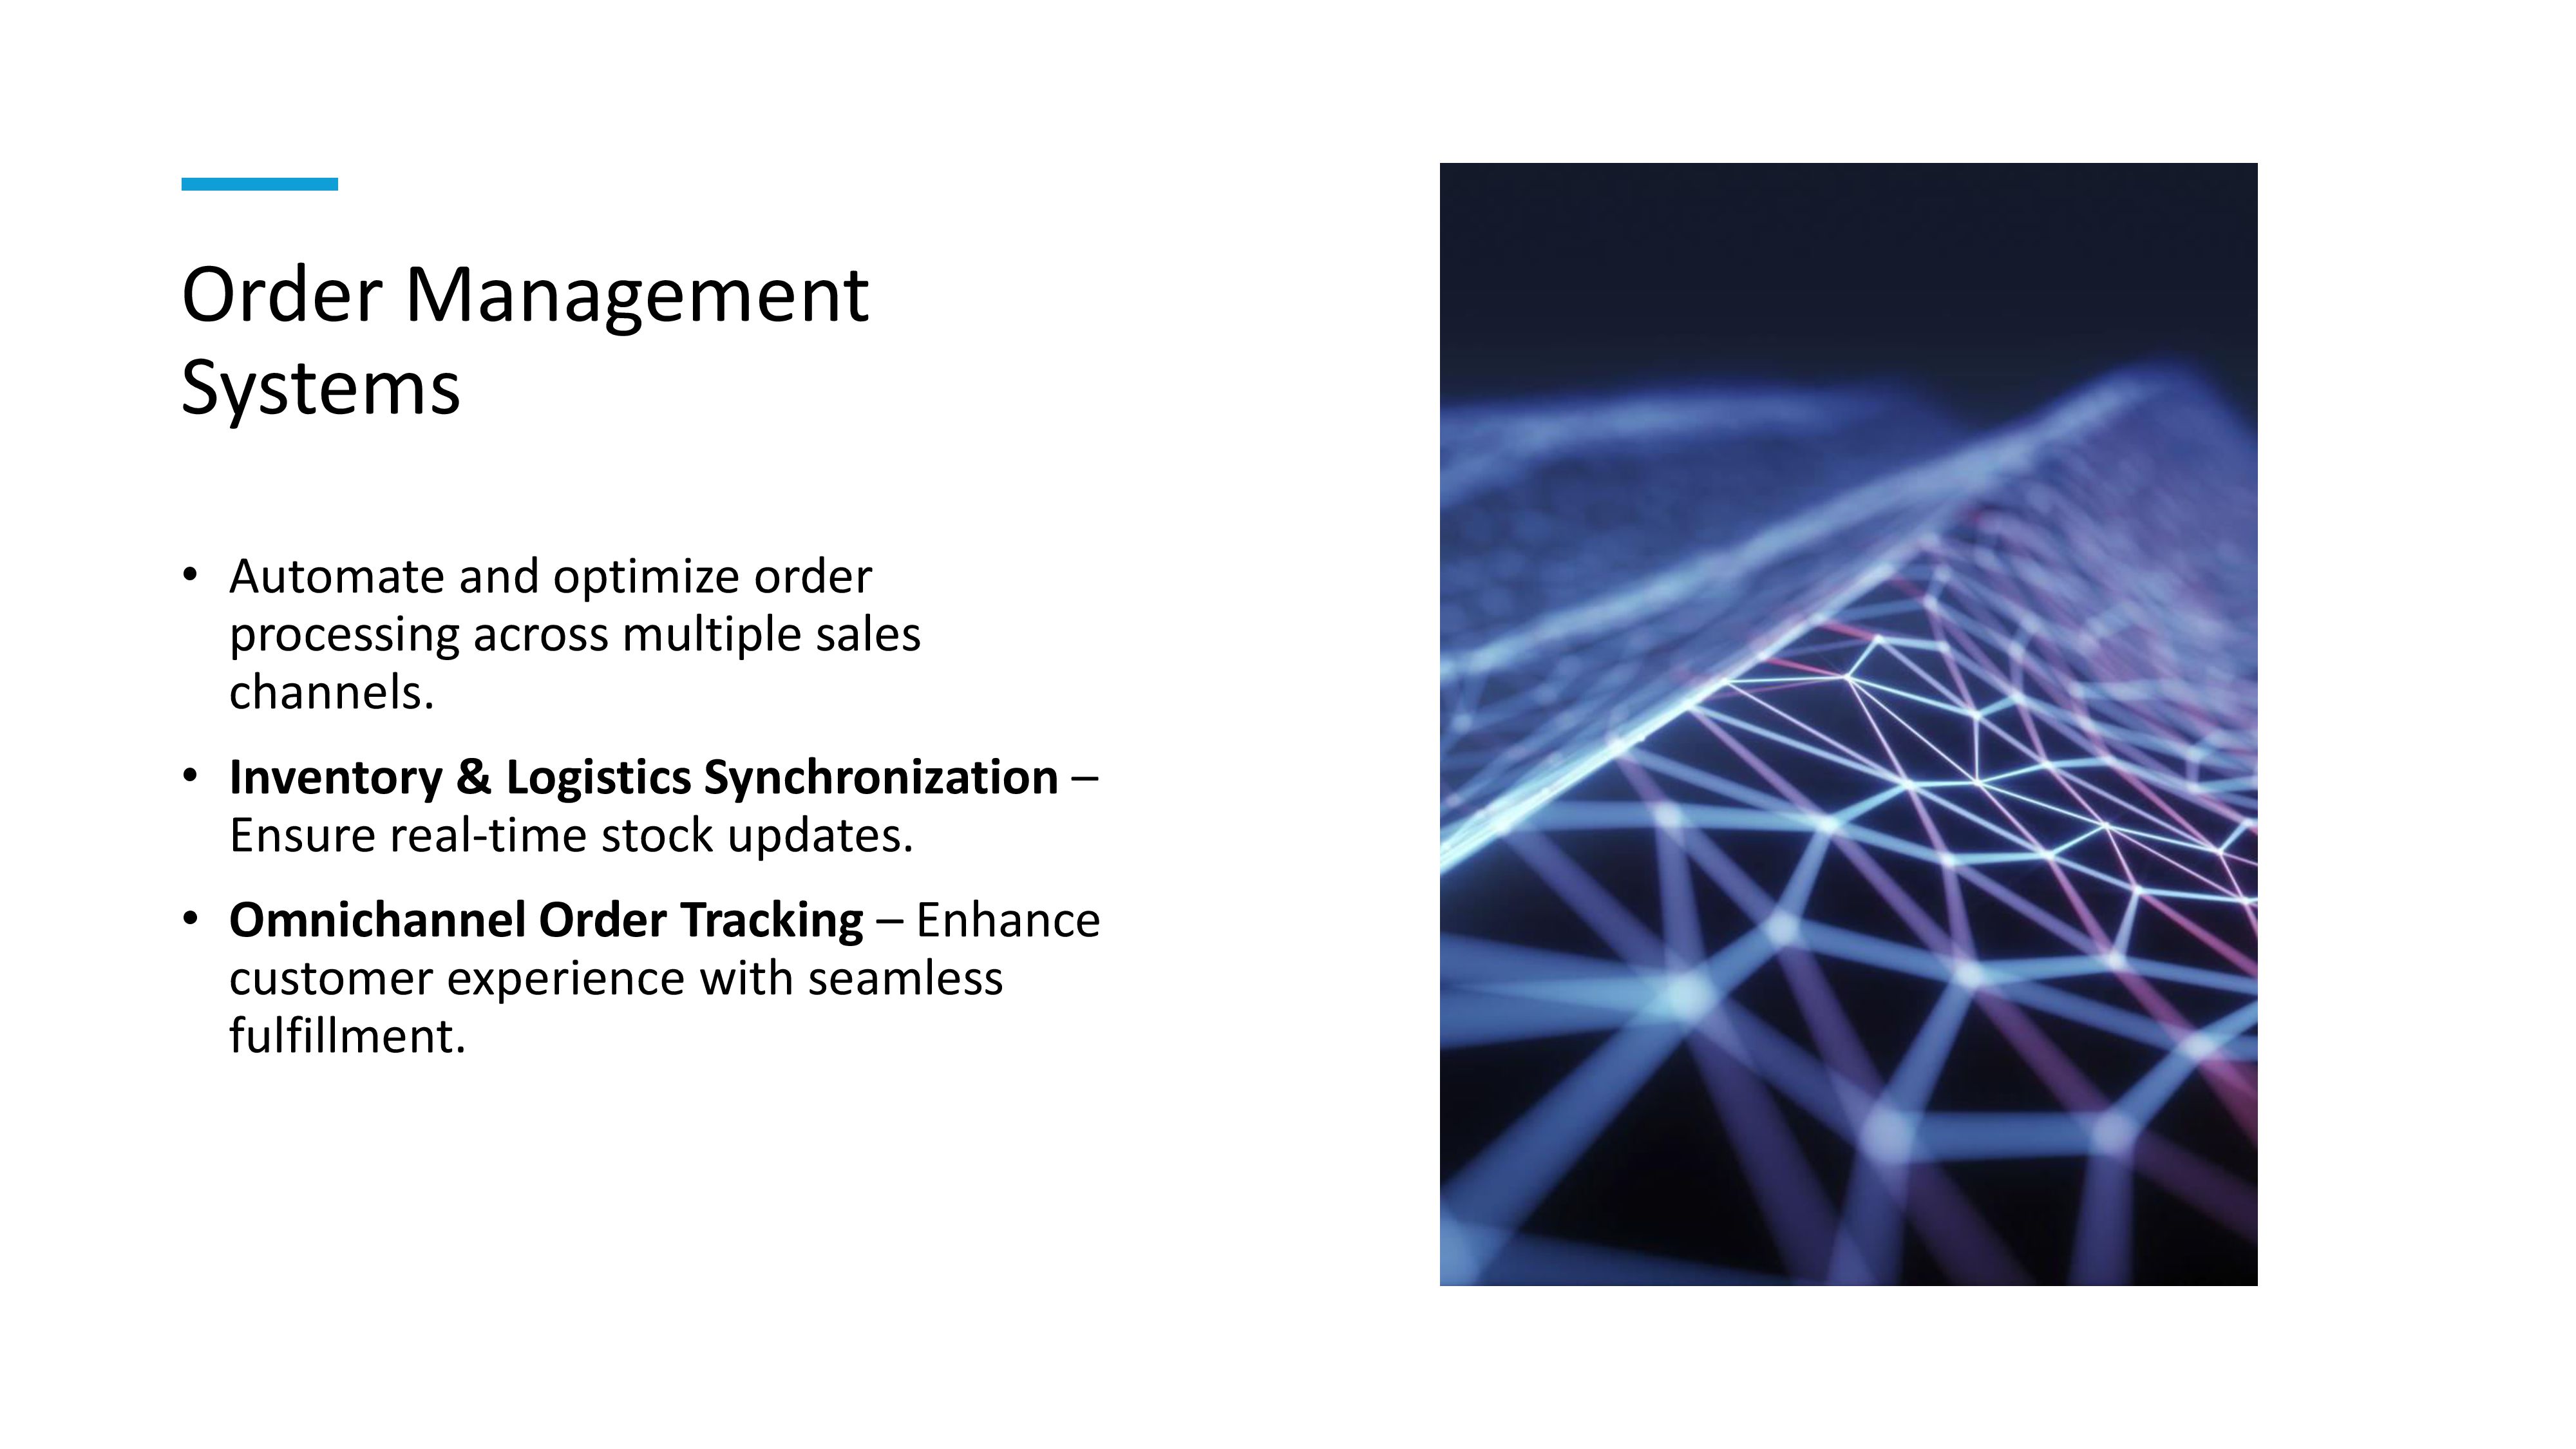 Order Management
Systems
• Automate and optimize order
processing across multiple sales
channels.
• Inventory & Logistics Synchronization –
Ensure real-time stock updates.
• Omnichannel Order Tracking – Enhance
customer experience with seamless
fulfillment.